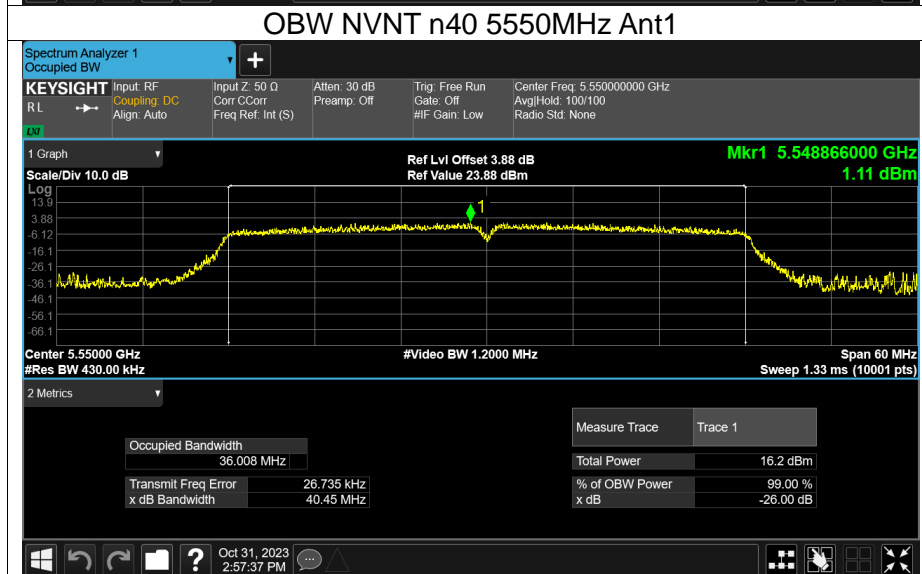 OBW NVNT n40 5550MHz Ant1
Spectrum Analyzer 1
Occupied BW
+
KEYSIGHT
R L
LXI
Input: RF
Coupling: DC
Align: Auto
Input Z: 50 Ω
Corr CCorr
Freq Ref: Int (S)
Atten: 30 dB
Preamp: Off
Trig: Free Run
Gate: Off
#IF Gain: Low
Center Freq: 5.550000000 GHz
Avg|Hold: 100/100
Radio Std: None
1 Graph
Scale/Div 10.0 dB
Ref Lvl Offset 3.88 dB
Ref Value 23.88 dBm
Mkr1 5.548866000 GHz
1.11 dBm
Log
13.9
3.88
-6.12
-16.1
-26.1
-36.1
-46.1
-56.1
-66.1
1
Center 5.55000 GHz
#Res BW 430.00 kHz
#Video BW 1.2000 MHz
Span 60 MHz
Sweep 1.33 ms (10001 pts)
2 Metrics
Occupied Bandwidth
36.008 MHz
Transmit Freq Error 26.735 kHz
x dB Bandwidth 40.45 MHz
Measure Trace Trace 1
Total Power 16.2 dBm
% of OBW Power 99.00 %
x dB -26.00 dB
?
Oct 31, 2023
2:57:37 PM